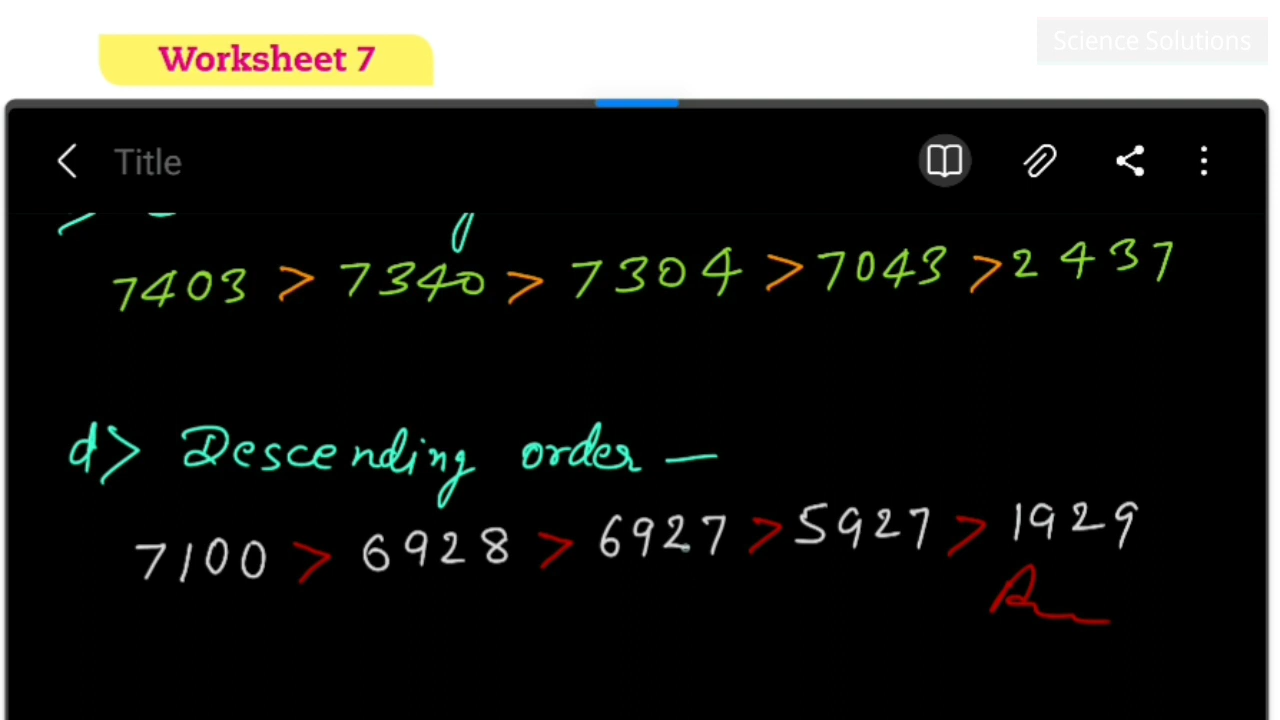 Science Solutions
Worksheet 7
Title
7403 > 7340 > 7304 > 7043 > 2437
d> Descending order —
7100 > 6928 > 6927 > 5927 > 1929